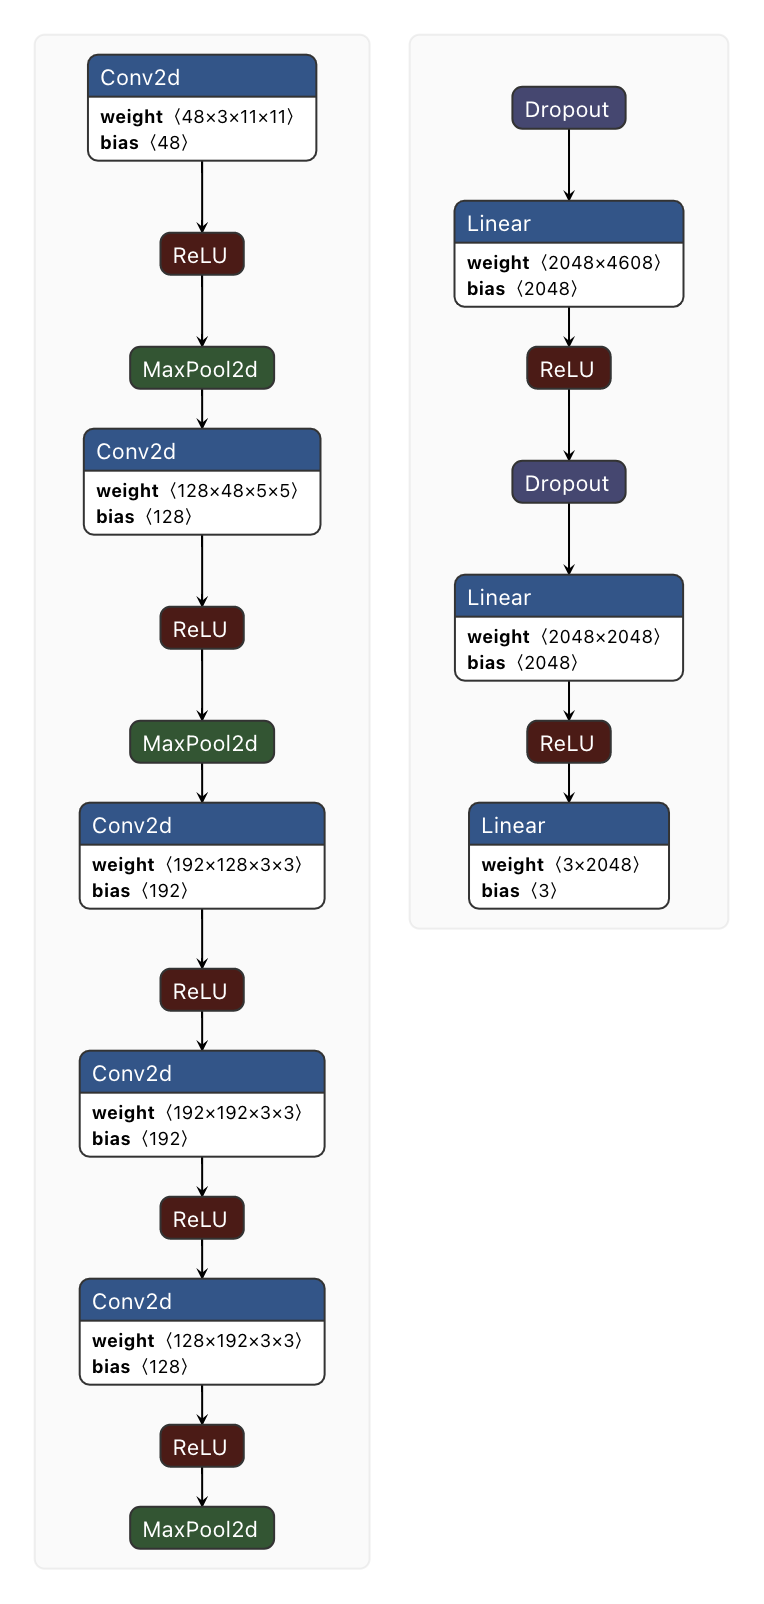 Conv2d
weight ⟨48×3×11×11⟩
bias ⟨48⟩
ReLU
MaxPool2d
Conv2d
weight ⟨128×48×5×5⟩
bias ⟨128⟩
ReLU
MaxPool2d
Conv2d
weight ⟨192×128×3×3⟩
bias ⟨192⟩
ReLU
Conv2d
weight ⟨192×192×3×3⟩
bias ⟨192⟩
ReLU
Conv2d
weight ⟨128×192×3×3⟩
bias ⟨128⟩
ReLU
MaxPool2d
Dropout
Linear
weight ⟨2048×4608⟩
bias ⟨2048⟩
ReLU
Dropout
Linear
weight ⟨2048×2048⟩
bias ⟨2048⟩
ReLU
Linear
weight ⟨3×2048⟩
bias ⟨3⟩